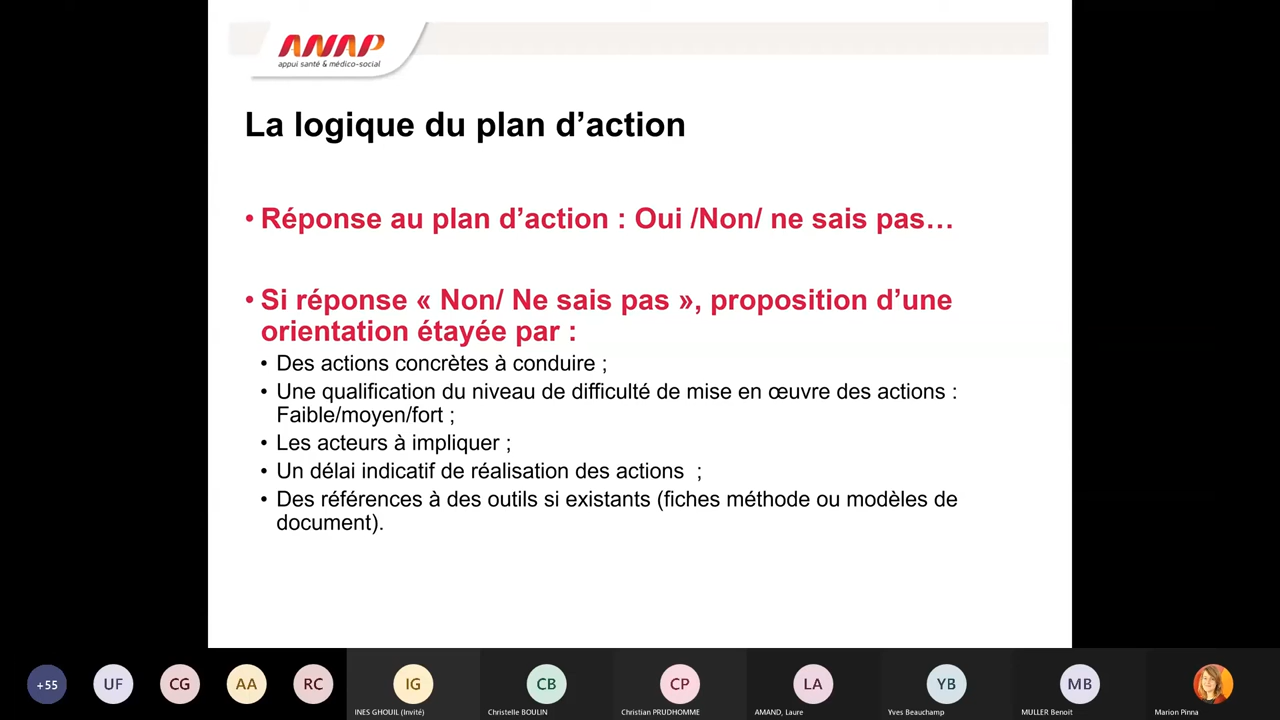 ANAP
appui santé & médico-social
La logique du plan d’action
• Réponse au plan d’action : Oui /Non/ ne sais pas…
• Si réponse « Non/ Ne sais pas », proposition d’une
orientation étayée par :
• Des actions concrètes à conduire ;
• Une qualification du niveau de difficulté de mise en œuvre des actions :
Faible/moyen/fort ;
• Les acteurs à impliquer ;
• Un délai indicatif de réalisation des actions  ;
• Des références à des outils si existants (fiches méthode ou modèles de
document).
+55 UF CG AA RC IG CB CP LA YB MB
INES GHOUIL (Invité) Christelle BOULIN Christian PRUDHOMME AMAND, Laure Yves Beauchamp MULLER Benoit Marion Pinna